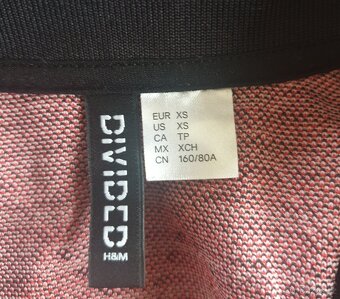 DIVIDED
H&M
EUR XS
US XS
CA TP
MX XCH
CN 160/80A